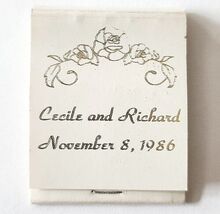 Cecile and Richard
November 8, 1986